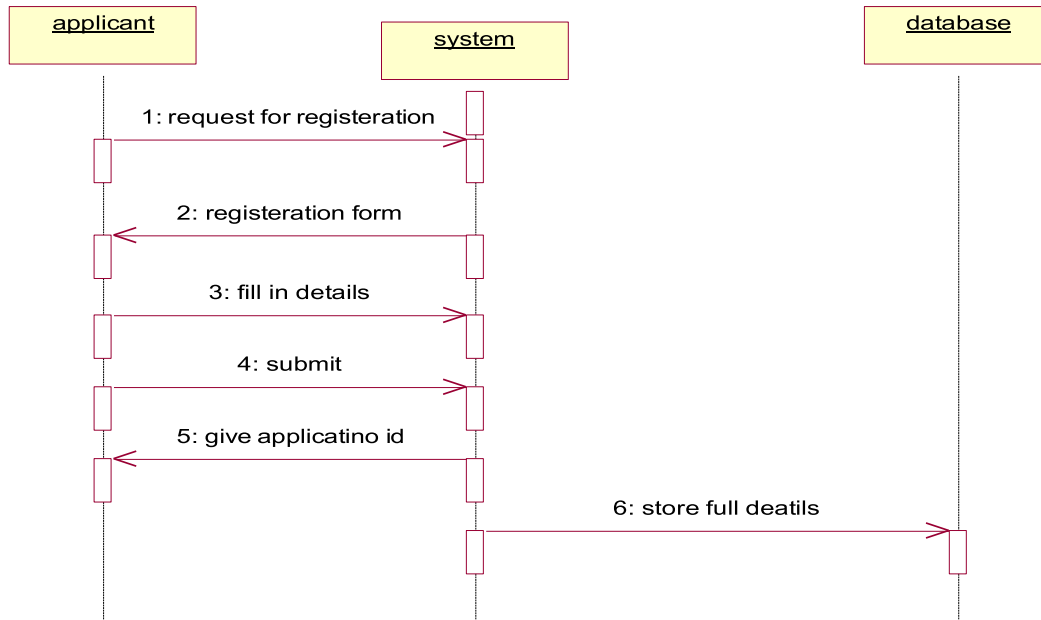 applicant
system
database
1: request for registeration
2: registeration form
3: fill in details
4: submit
5: give applicatino id
6: store full deatils